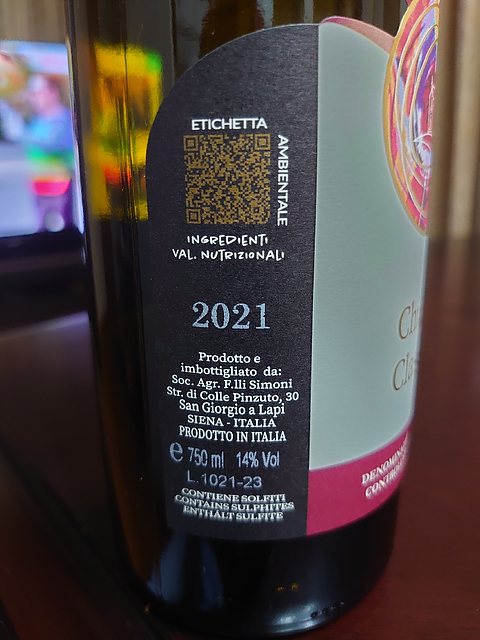 ETICHETTA
AMBIENTALE
INGREDIENTI
VAL. NUTRIZIONALI
2021
Prodotto e
imbottigliato da:
Soc. Agr. F.lli Simoni
Str. di Colle Pinzuto, 30
San Giorgio a Lapi
SIENA - ITALIA
PRODOTTO IN ITALIA
e 750 ml 14% Vol
L.1021-23
CONTIENE SOLFITI
CONTAINS SULPHITES
ENTHÄLT SULFITE